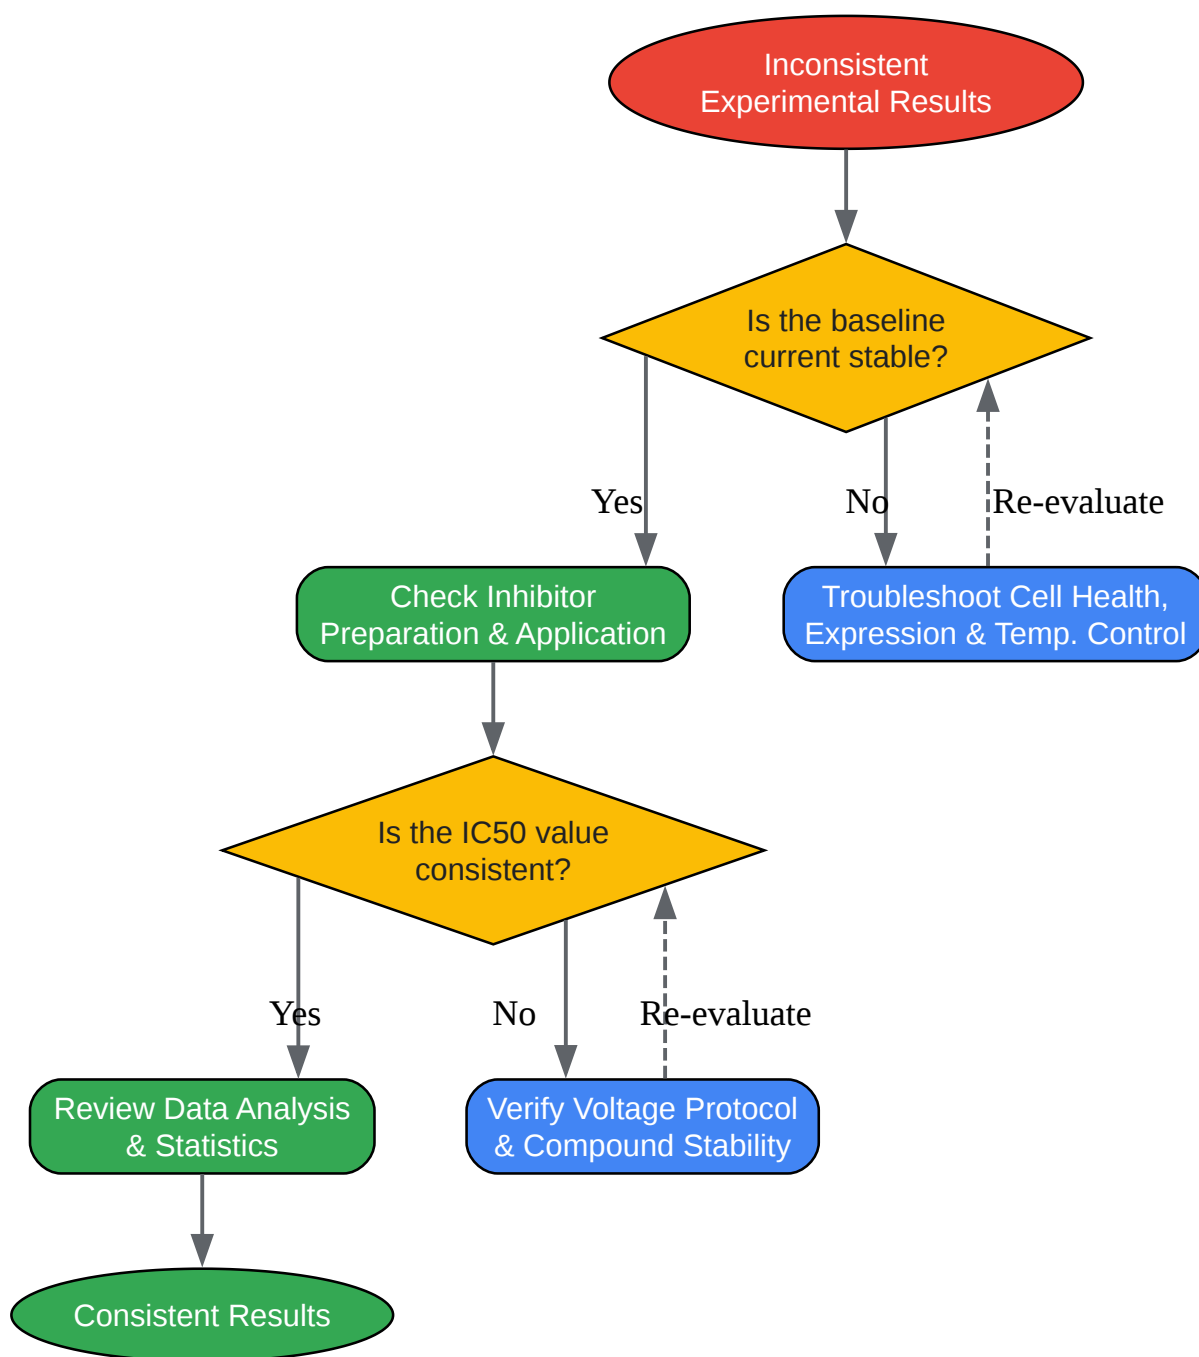 Inconsistent
Experimental Results
Is the baseline
current stable?
Yes
No
Re-evaluate
Check Inhibitor
Preparation & Application
Troubleshoot Cell Health,
Expression & Temp. Control
Is the IC50 value
consistent?
Yes
No
Re-evaluate
Review Data Analysis
& Statistics
Verify Voltage Protocol
& Compound Stability
Consistent Results